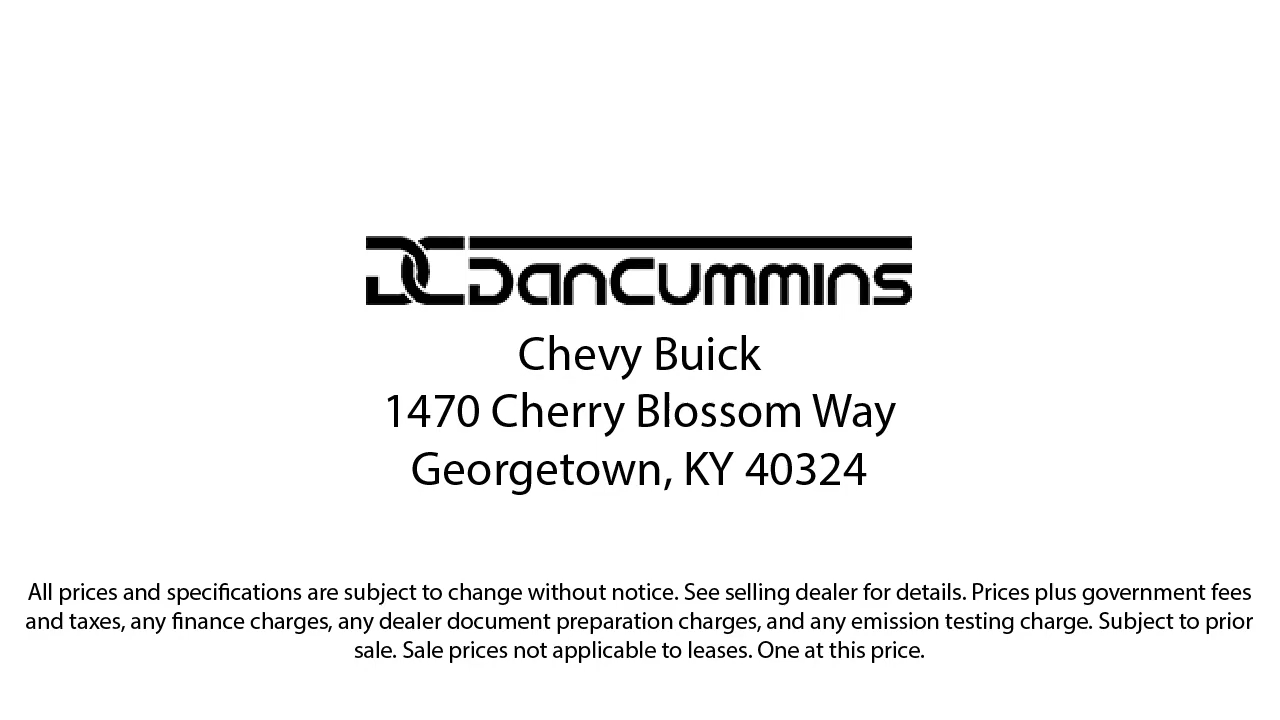 DC DanCummins
Chevy Buick
1470 Cherry Blossom Way
Georgetown, KY 40324
All prices and specifications are subject to change without notice. See selling dealer for details. Prices plus government fees
and taxes, any finance charges, any dealer document preparation charges, and any emission testing charge. Subject to prior
sale. Sale prices not applicable to leases. One at this price.